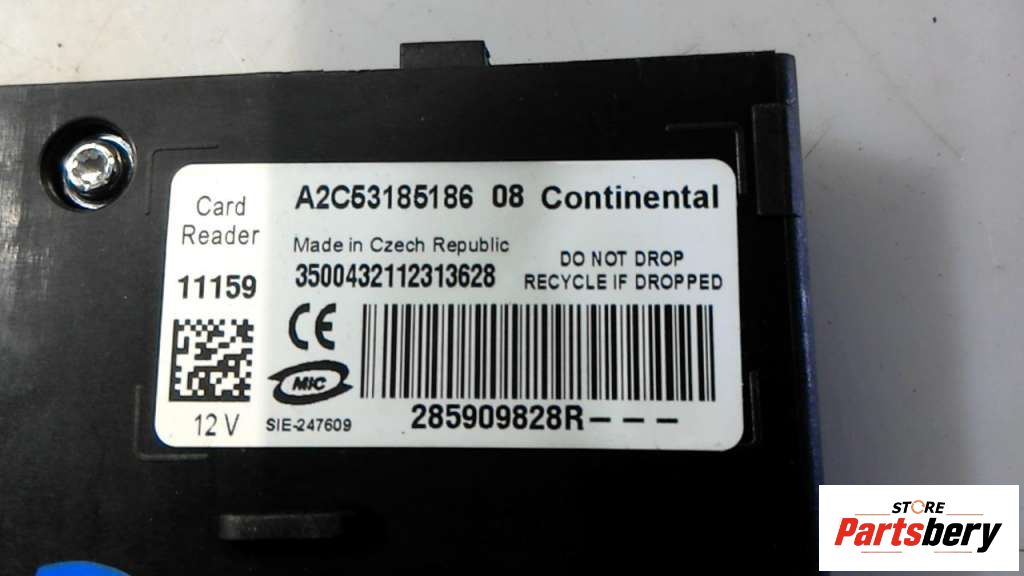 Card
Reader
11159
12 V
A2C53185186 08 Continental
Made in Czech Republic
3500432112313628
DO NOT DROP
RECYCLE IF DROPPED
CE
MIC
SIE-247609
285909828R---
STORE
Partsbery